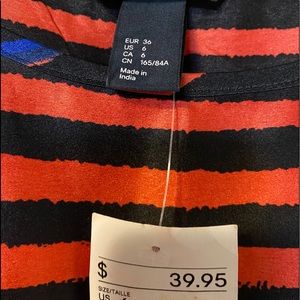 EUR 36
US 6
CA 6
CN 165/84A
Made in
India
$ 39.95
SIZE/TAILLE
US